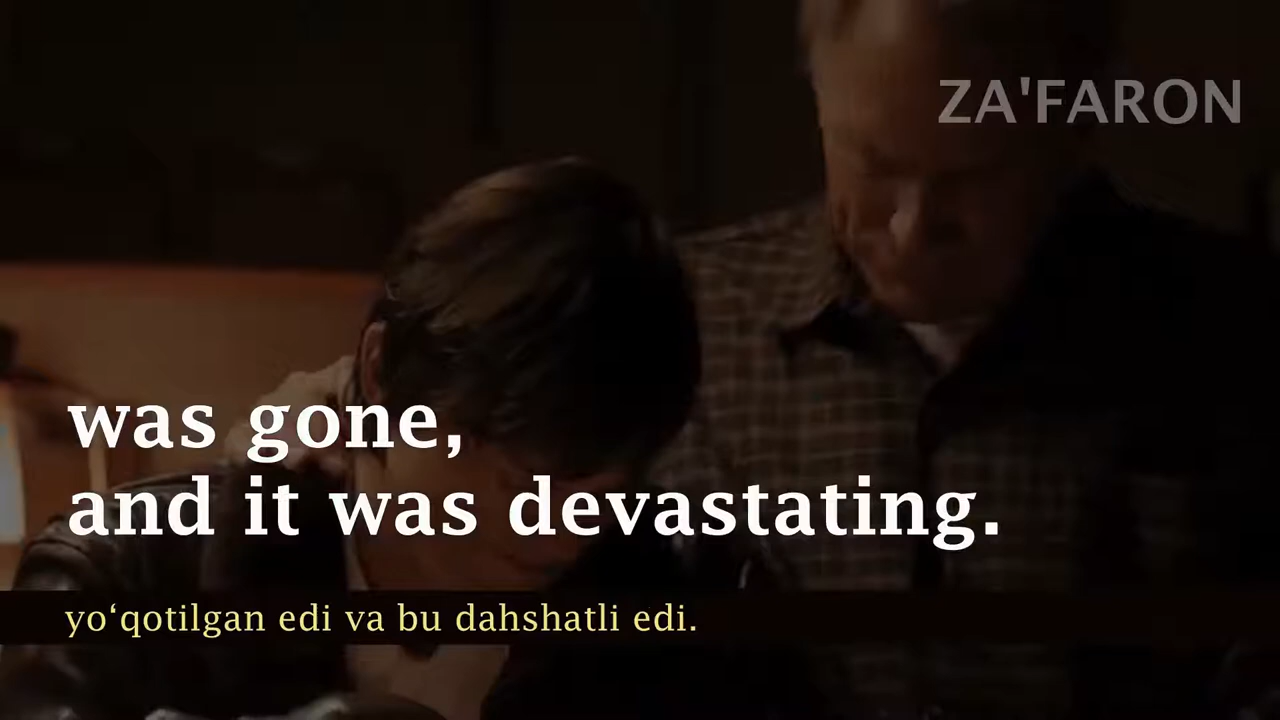 ZA'FARON
was gone,
and it was devastating.
yo‘qotilgan edi va bu dahshatli edi.